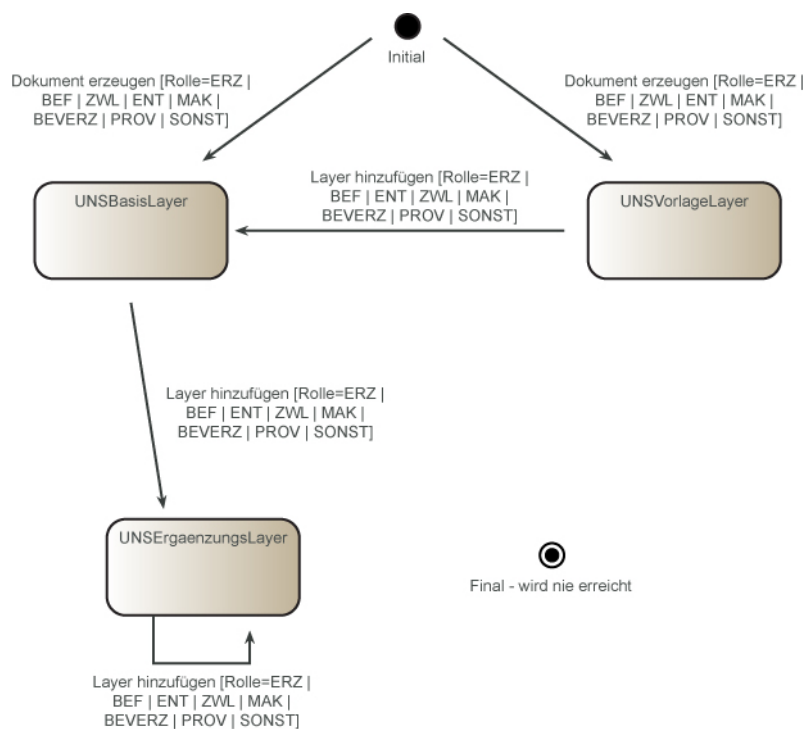 Initial
Dokument erzeugen [Rolle=ERZ |
BEF | ZWL | ENT | MAK |
BEVERZ | PROV | SONST]
Dokument erzeugen [Rolle=ERZ |
BEF | ZWL | ENT | MAK |
BEVERZ | PROV | SONST]
UNSBasisLayer
Layer hinzufügen [Rolle=ERZ |
BEF | ENT | ZWL | MAK |
BEVERZ | PROV | SONST]
UNSVorlageLayer
Layer hinzufügen [Rolle=ERZ |
BEF | ENT | ZWL | MAK |
BEVERZ | PROV | SONST]
UNSErgaenzungsLayer
Final - wird nie erreicht
Layer hinzufügen [Rolle=ERZ |
BEF | ENT | ZWL | MAK |
BEVERZ | PROV | SONST]